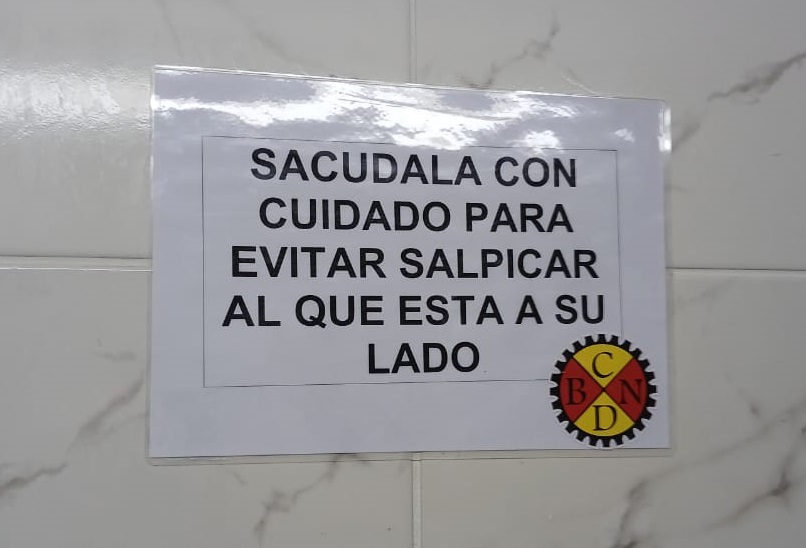 SACUDALA CON
CUIDADO PARA
EVITAR SALPICAR
AL QUE ESTA A SU
LADO
C
B N
D